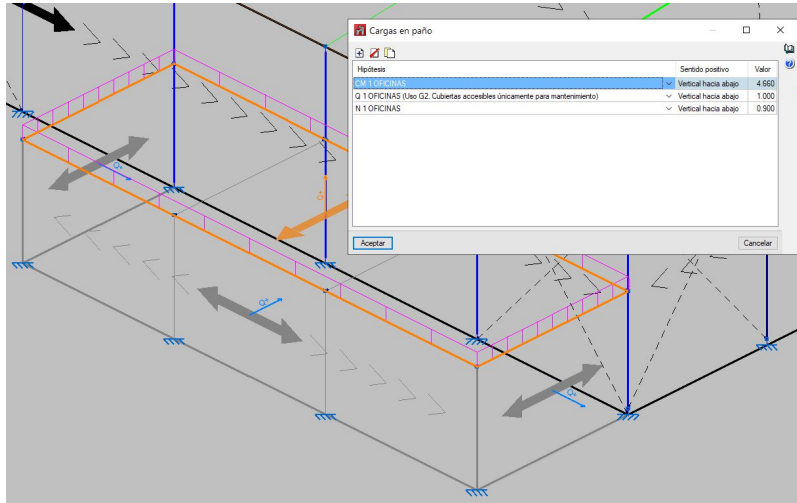 Cargas en paño
Hipótesis Sentido positivo Valor
CM 1 OFICINAS Vertical hacia abajo 4.660
Q 1 OFICINAS (Uso G2. Cubiertas accesibles únicamente para mantenimiento) Vertical hacia abajo 1.000
N 1 OFICINAS Vertical hacia abajo 0.900
Aceptar Cancelar
Q+
Q+
Q+
Q+